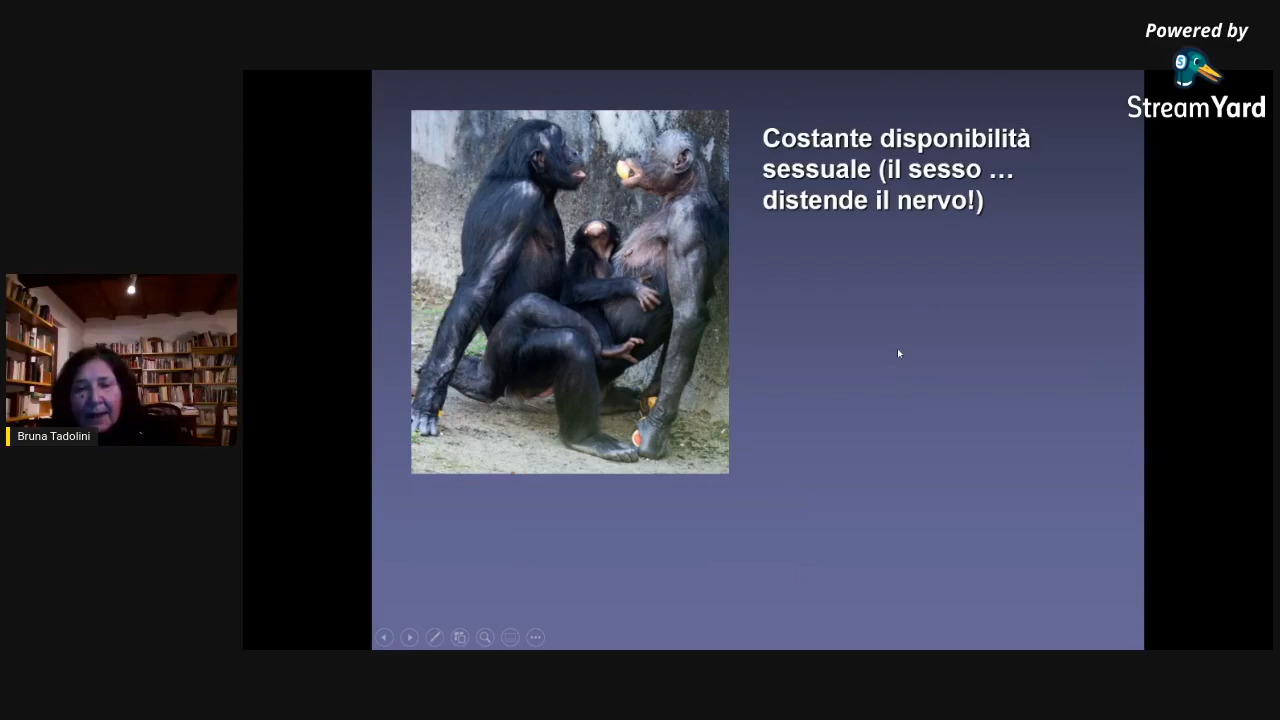 Powered by
StreamYard
Costante disponibilità
sessuale (il sesso ...
distende il nervo!)
Bruna Tadolini